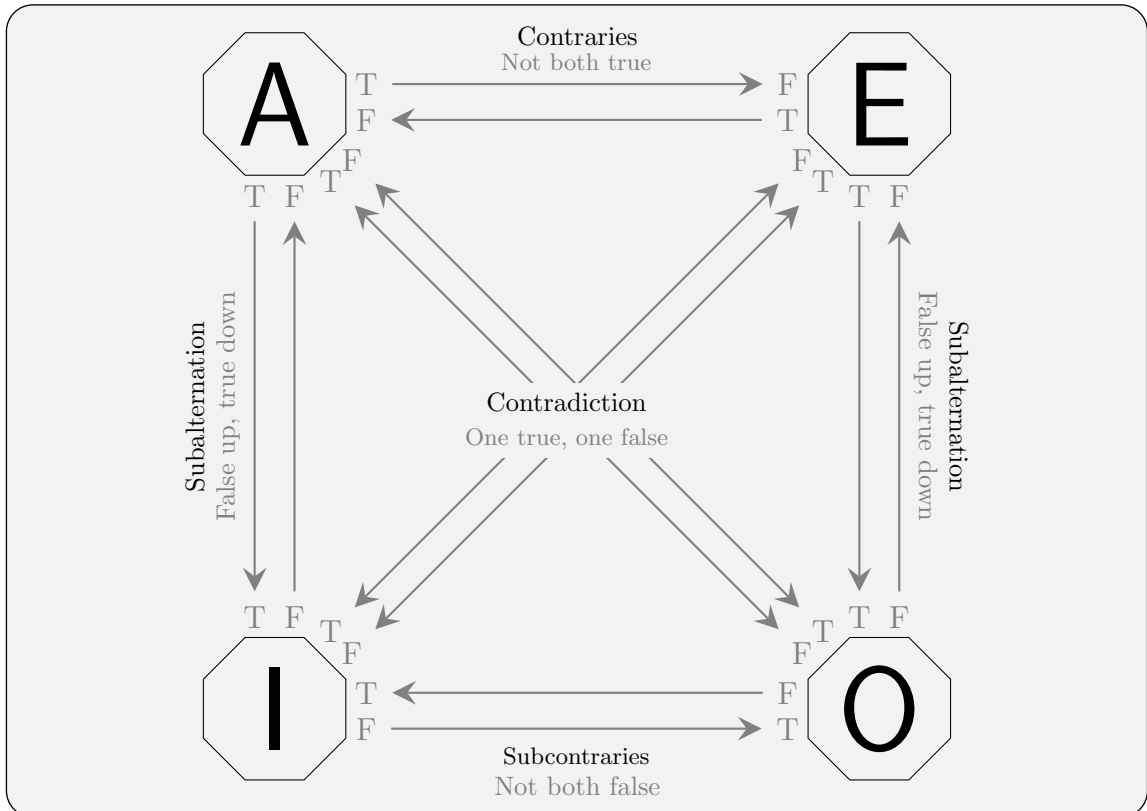 Contraries
Not both true
A T F E
F T
F F
T T
T F T F
Subalternation
False up, true down
Contradiction
One true, one false
Subalternation
False up, true down
T F T F
T T
F F
I T F O
F T
Subcontraries
Not both false